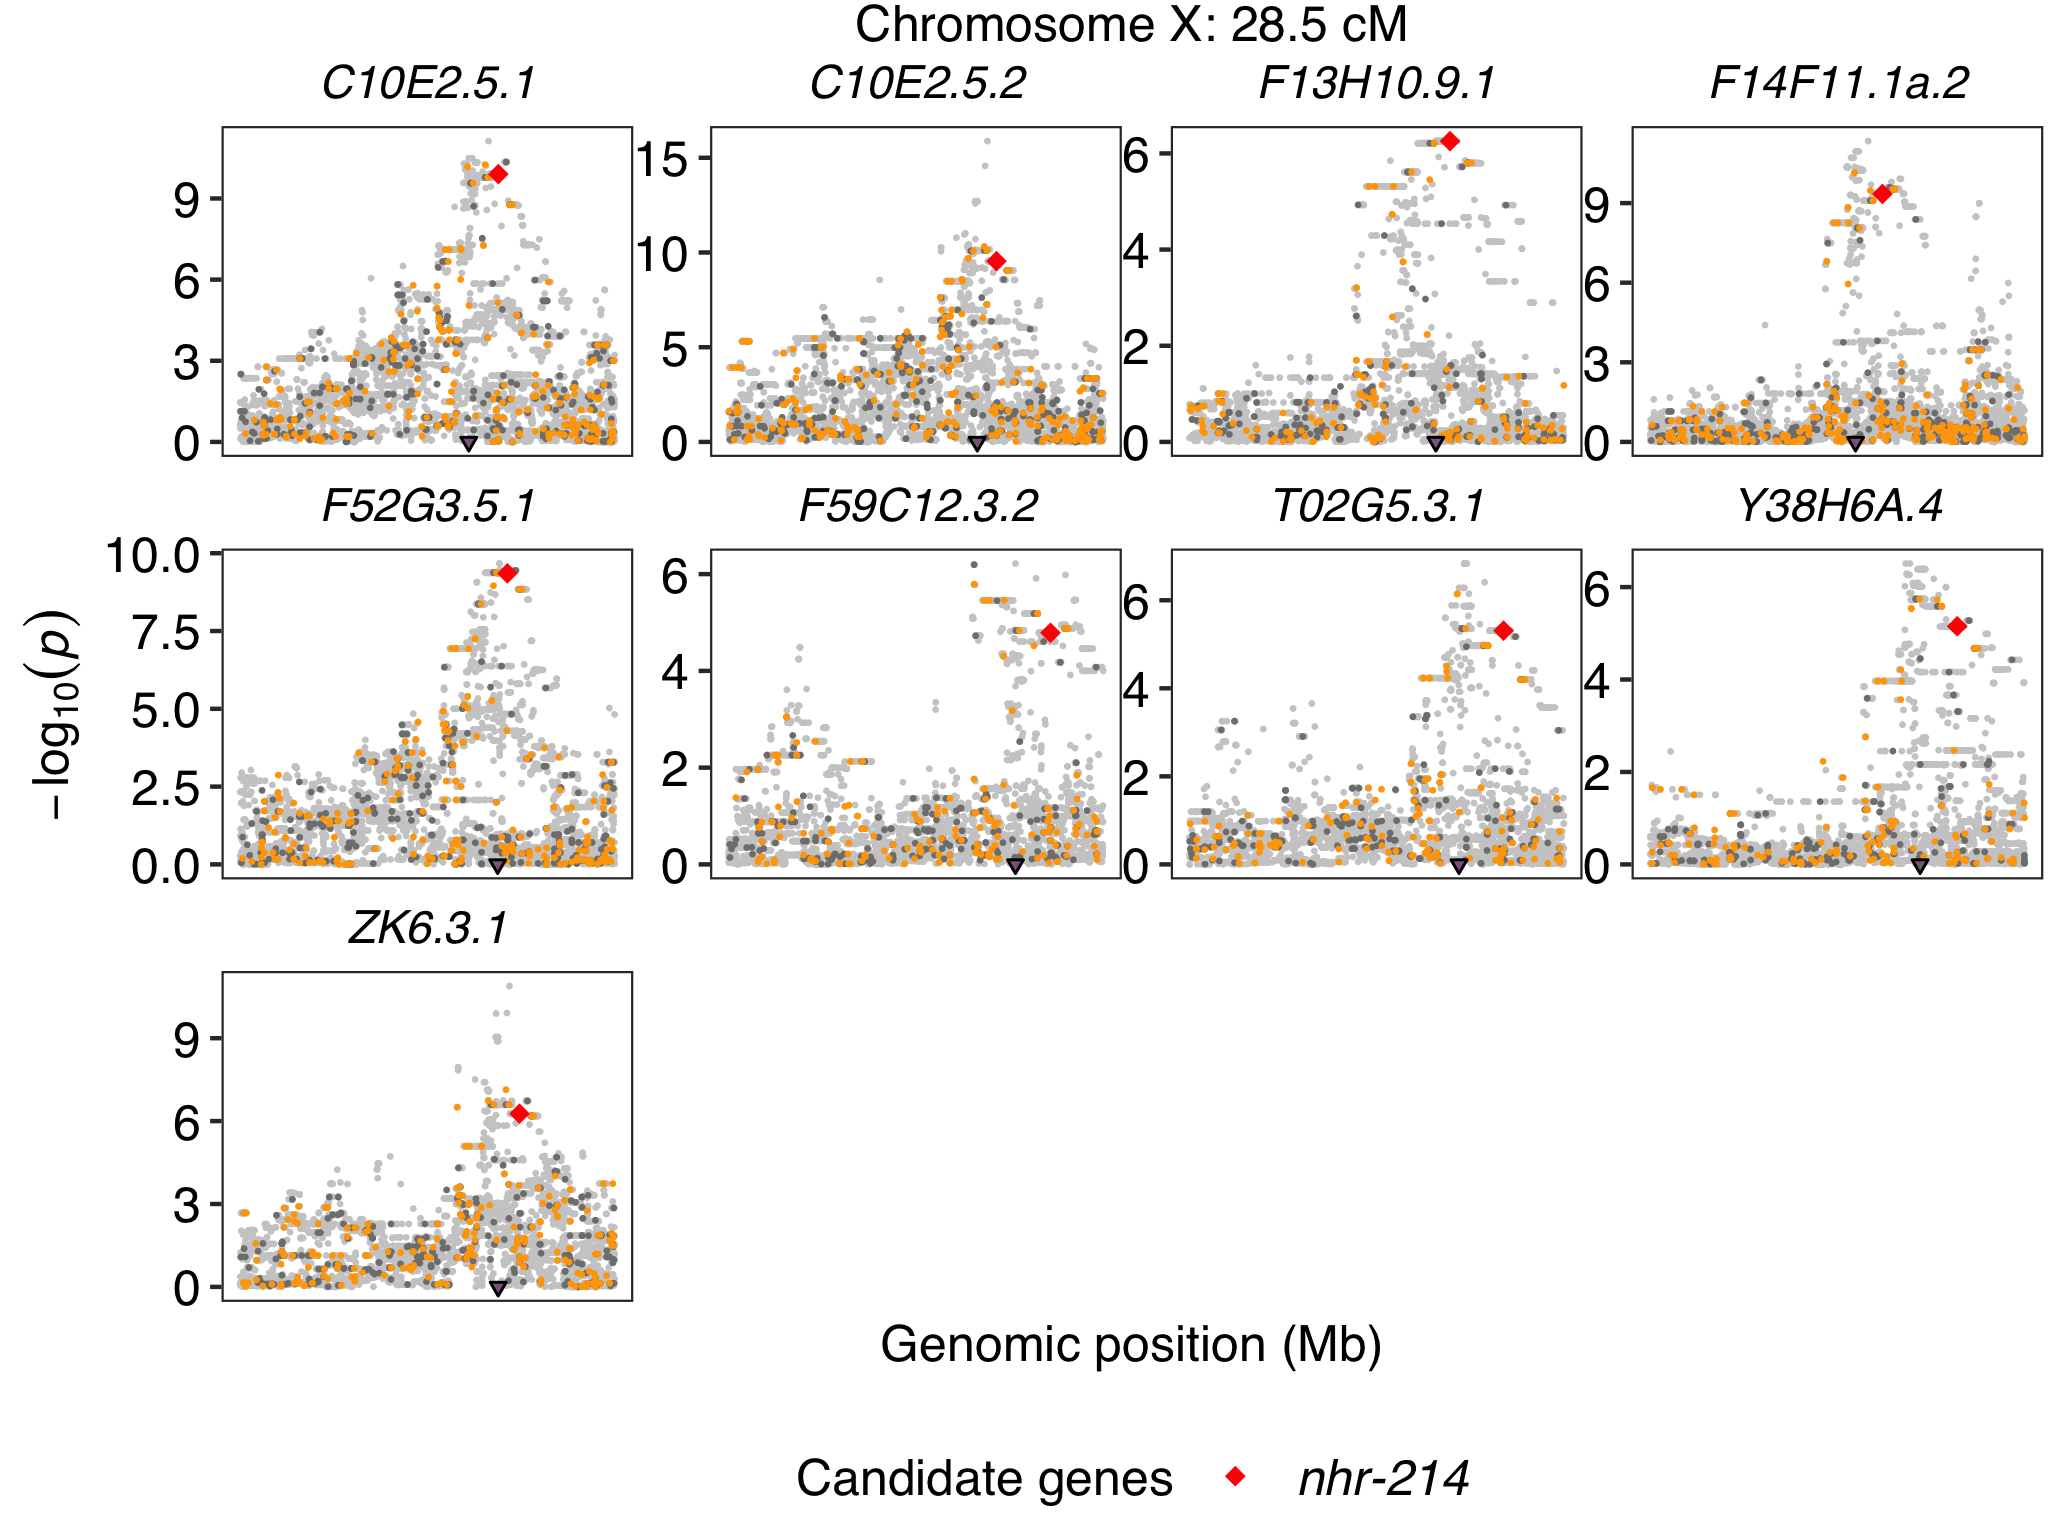 Chromosome X: 28.5 cM
C10E2.5.1
C10E2.5.2
F13H10.9.1
F14F11.1a.2
9
6
3
0
15
10
5
0
6
4
2
0
9
6
3
0
F52G3.5.1
F59C12.3.2
T02G5.3.1
Y38H6A.4
10.0
7.5
5.0
2.5
0.0
6
4
2
0
6
4
2
0
6
4
2
0
−log10(p)
ZK6.3.1
9
6
3
0
Genomic position (Mb)
Candidate genes nhr-214